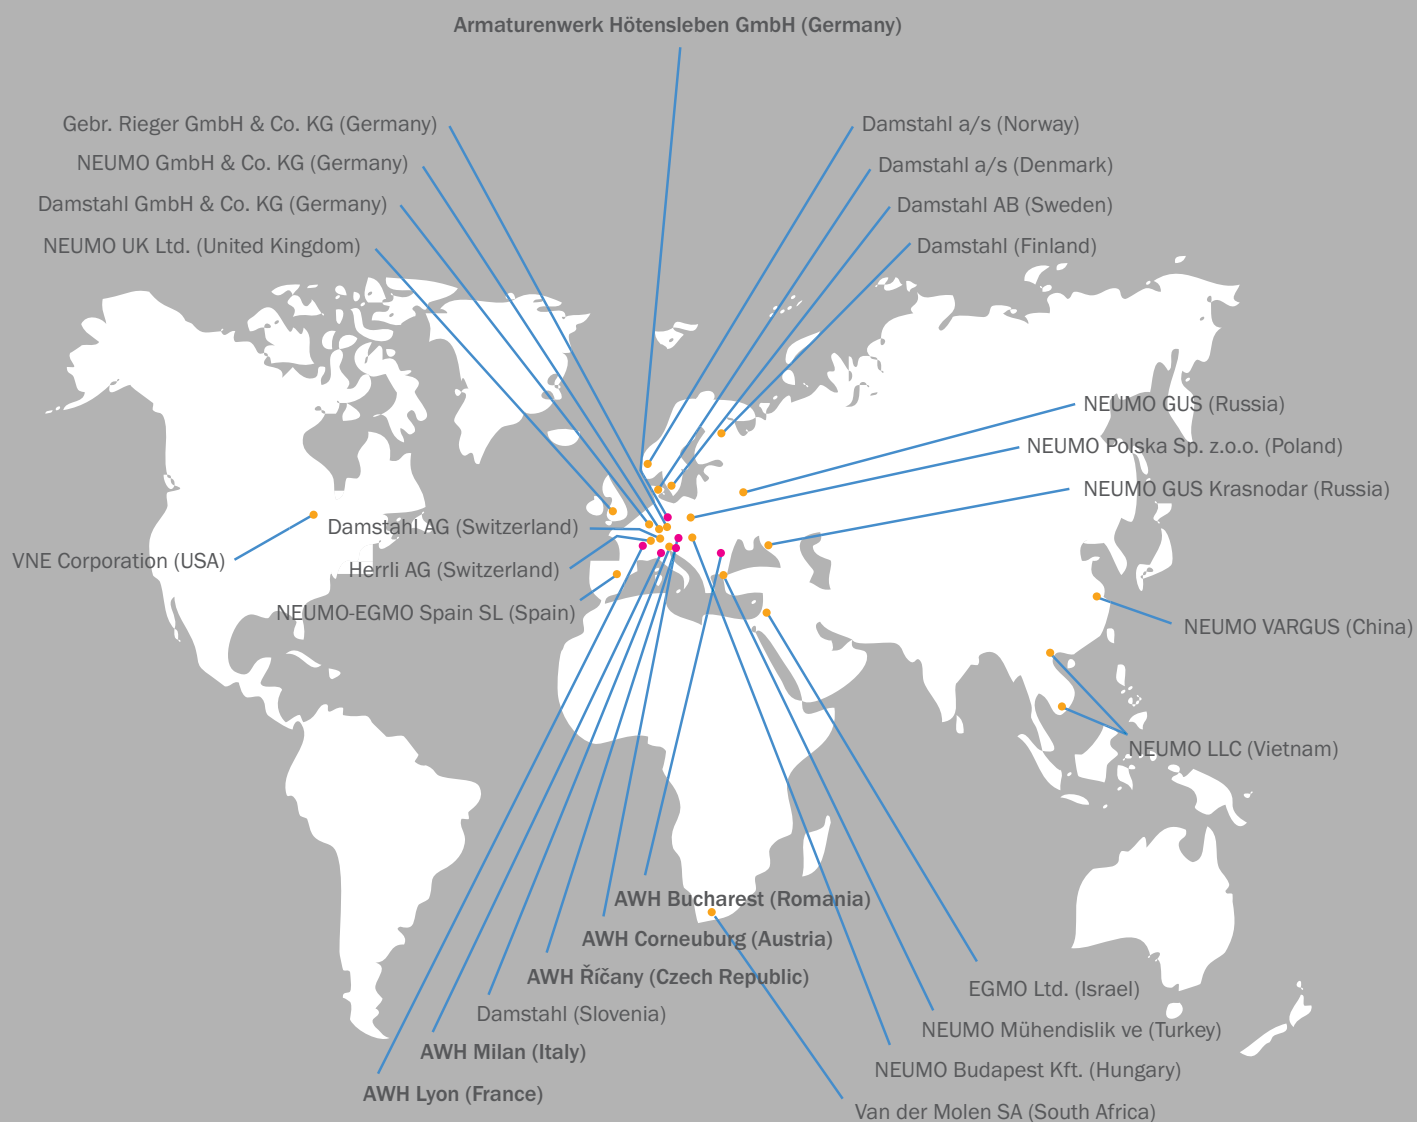 Armaturenwerk Hötensleben GmbH (Germany)
Gebr. Rieger GmbH & Co. KG (Germany)
NEUMO GmbH & Co. KG (Germany)
Damstahl GmbH & Co. KG (Germany)
NEUMO UK Ltd. (United Kingdom)
Damstahl a/s (Norway)
Damstahl a/s (Denmark)
Damstahl AB (Sweden)
Damstahl (Finland)
NEUMO GUS (Russia)
NEUMO Polska Sp. z.o.o. (Poland)
NEUMO GUS Krasnodar (Russia)
Damstahl AG (Switzerland)
VNE Corporation (USA)
Herrli AG (Switzerland)
NEUMO-EGMO Spain SL (Spain)
NEUMO VARGUS (China)
NEUMO LLC (Vietnam)
AWH Bucharest (Romania)
AWH Corneuburg (Austria)
AWH Říčany (Czech Republic)
Damstahl (Slovenia)
AWH Milan (Italy)
AWH Lyon (France)
EGMO Ltd. (Israel)
NEUMO Mühendislik ve (Turkey)
NEUMO Budapest Kft. (Hungary)
Van der Molen SA (South Africa)